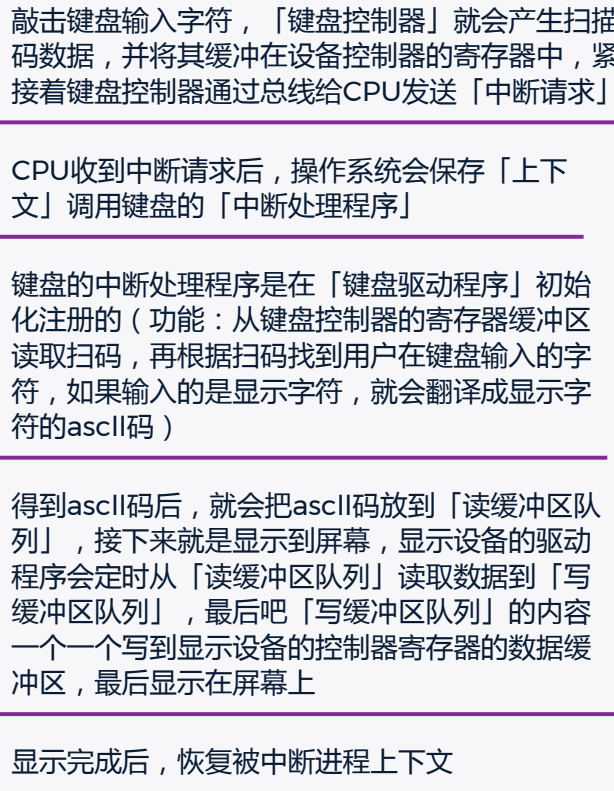 敲击键盘输入字符，「键盘控制器」就会产生扫描
码数据，并将其缓冲在设备控制器的寄存器中，紧
接着键盘控制器通过总线给CPU发送「中断请求」
CPU收到中断请求后，操作系统会保存「上下
文」调用键盘的「中断处理程序」
键盘的中断处理程序是在「键盘驱动程序」初始
化注册的（功能：从键盘控制器的寄存器缓冲区
读取扫码，再根据扫码找到用户在键盘输入的字
符，如果输入的是显示字符，就会翻译成显示字
符的ascll码）
得到ascll码后，就会把ascll码放到「读缓冲区队
列」，接下来就是显示到屏幕，显示设备的驱动
程序会定时从「读缓冲区队列」读取数据到「写
缓冲区队列」，最后吧「写缓冲区队列」的内容
一个一个写到显示设备的控制器寄存器的数据缓
冲区，最后显示在屏幕上
显示完成后，恢复被中断进程上下文